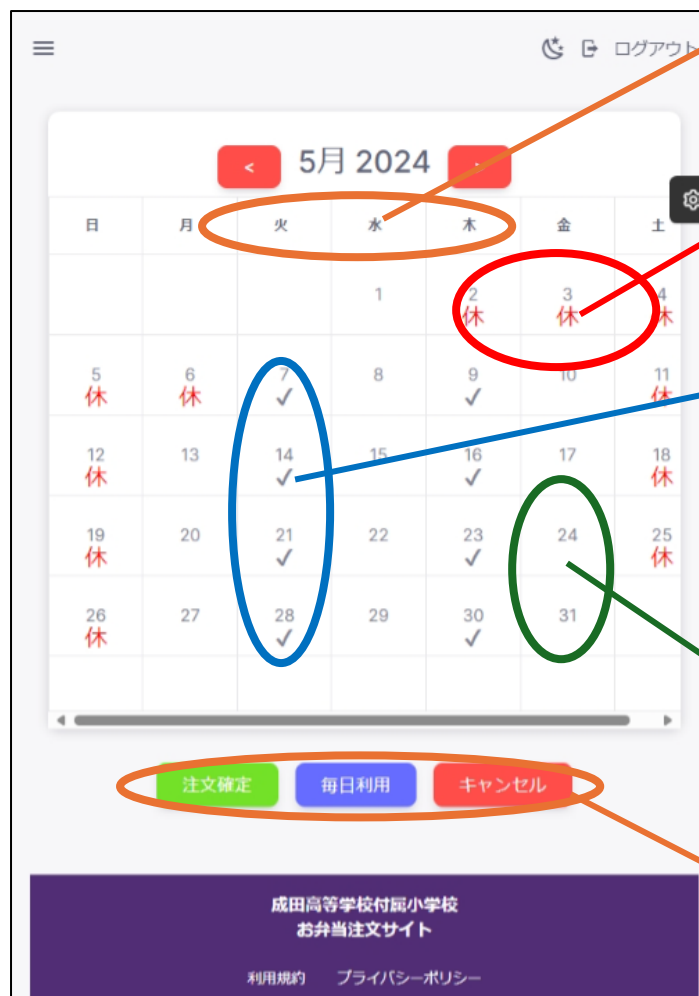 ログアウト
< 5月 2024
日 月 火 水 木 金 土
1 2 3 4
休 休 休
5 6 7 8 9 10 11
休 休 ✓ ✓ 休
12 13 14 15 16 17 18
休 ✓ ✓ 休
19 20 21 22 23 24 25
休 ✓ ✓ 休
26 27 28 29 30 31
休 ✓ ✓
注文確定 毎日利用 キャンセル
成田高等学校付属小学校
お弁当注文サイト
利用規約 プライバシーポリシー